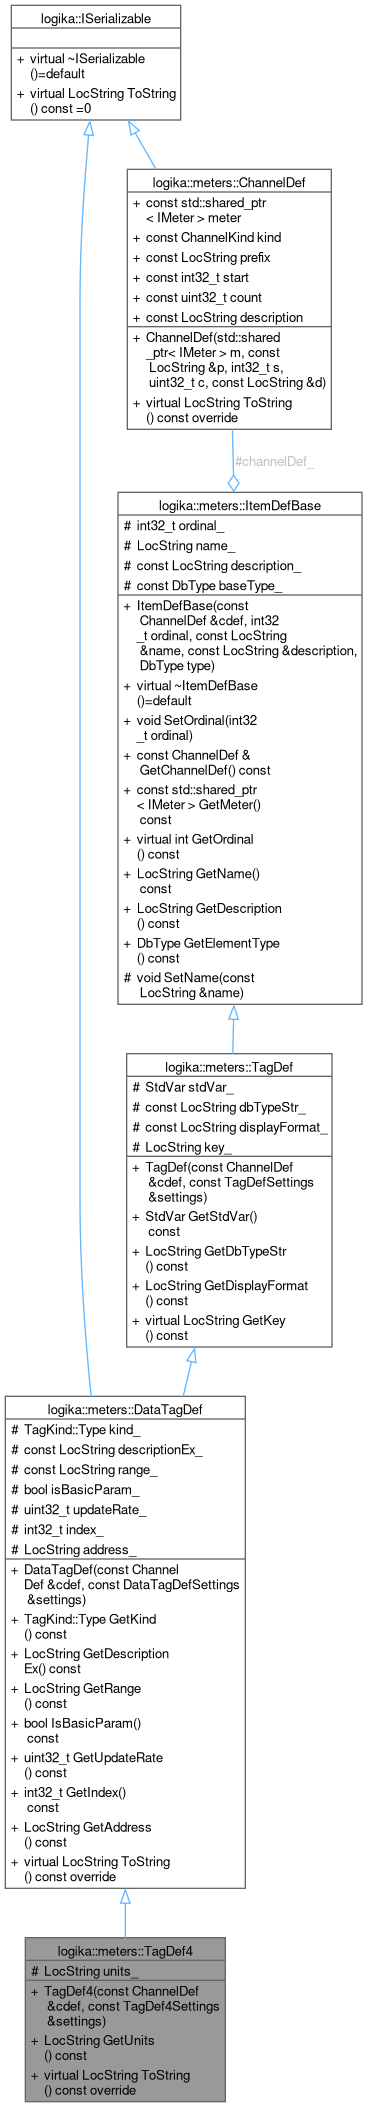 logika::ISerializable
+ virtual ~ISerializable
()=default
+ virtual LocString ToString
() const =0
logika::meters::ChannelDef
+ const std::shared_ptr
< IMeter > meter
+ const ChannelKind kind
+ const LocString prefix
+ const int32_t start
+ const uint32_t count
+ const LocString description
+ ChannelDef(std::shared
_ptr< IMeter > m, const
LocString &p, int32_t s,
uint32_t c, const LocString &d)
+ virtual LocString ToString
() const override
#channelDef_
logika::meters::ItemDefBase
# int32_t ordinal_
# LocString name_
# const LocString description_
# const DbType baseType_
+ ItemDefBase(const
ChannelDef &cdef, int32
_t ordinal, const LocString
&name, const LocString &description,
DbType type)
+ virtual ~ItemDefBase
()=default
+ void SetOrdinal(int32
_t ordinal)
+ const ChannelDef &
GetChannelDef() const
+ const std::shared_ptr
< IMeter > GetMeter()
const
+ virtual int GetOrdinal
() const
+ LocString GetName()
const
+ LocString GetDescription
() const
+ DbType GetElementType
() const
# void SetName(const
LocString &name)
logika::meters::TagDef
# StdVar stdVar_
# const LocString dbTypeStr_
# const LocString displayFormat_
# LocString key_
+ TagDef(const ChannelDef
&cdef, const TagDefSettings
&settings)
+ StdVar GetStdVar()
const
+ LocString GetDbTypeStr
() const
+ LocString GetDisplayFormat
() const
+ virtual LocString GetKey
() const
logika::meters::DataTagDef
# TagKind::Type kind_
# const LocString descriptionEx_
# const LocString range_
# bool isBasicParam_
# uint32_t updateRate_
# int32_t index_
# LocString address_
+ DataTagDef(const Channel
Def &cdef, const DataTagDefSettings
&settings)
+ TagKind::Type GetKind
() const
+ LocString GetDescription
Ex() const
+ LocString GetRange
() const
+ bool IsBasicParam()
const
+ uint32_t GetUpdateRate
() const
+ int32_t GetIndex()
const
+ LocString GetAddress
() const
+ virtual LocString ToString
() const override
logika::meters::TagDef4
# LocString units_
+ TagDef4(const ChannelDef
&cdef, const TagDef4Settings
&settings)
+ LocString GetUnits
() const
+ virtual LocString ToString
() const override